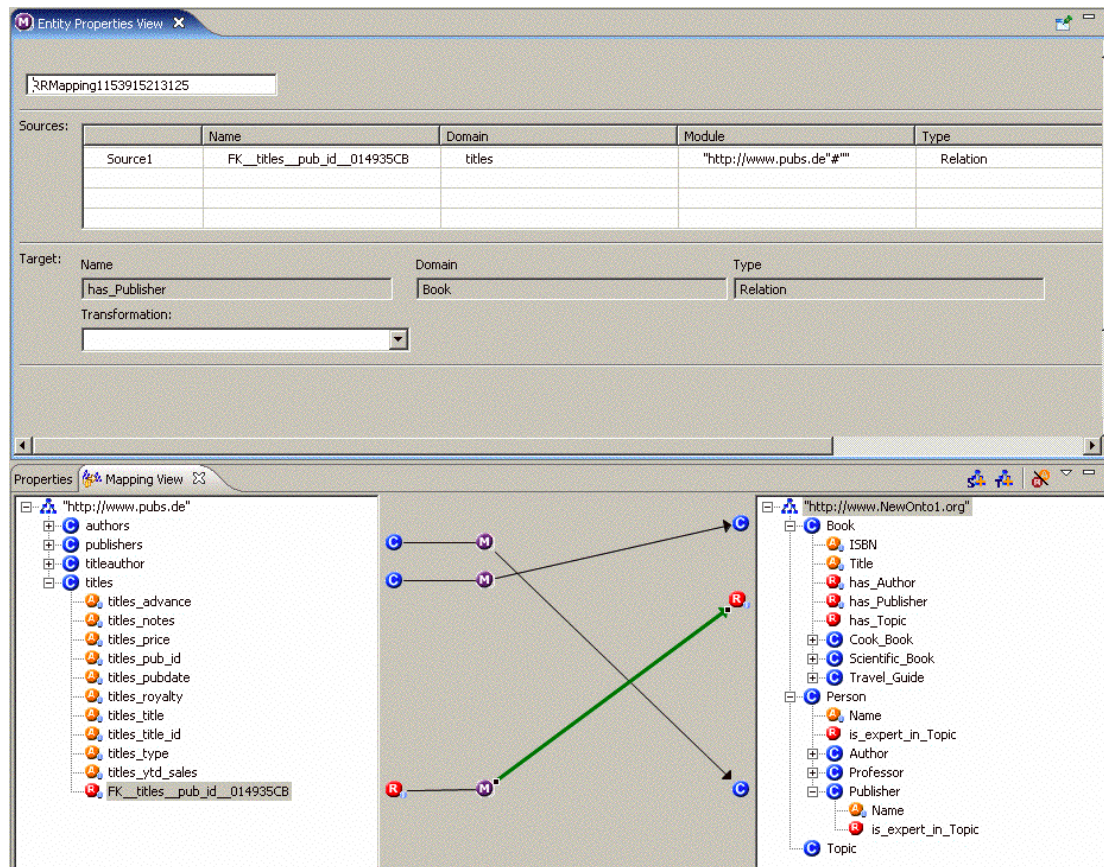 Entity Properties View
RRMapping1153915213125
Sources:
Name Domain Module Type
Source1 FK__titles__pub_id__014935CB titles "http://www.pubs.de"#"" Relation
Target:
Name Domain Type
has_Publisher Book Relation
Transformation:
Properties Mapping View
"http://www.pubs.de"
authors
publishers
titleauthor
titles
titles_advance
titles_notes
titles_price
titles_pub_id
titles_pubdate
titles_royalty
titles_title
titles_title_id
titles_type
titles_ytd_sales
FK__titles__pub_id__014935CB
"http://www.NewOnto1.org"
Book
ISBN
Title
has_Author
has_Publisher
has_Topic
Cook_Book
Scientific_Book
Travel_Guide
Person
Name
is_expert_in_Topic
Author
Professor
Publisher
Name
is_expert_in_Topic
Topic